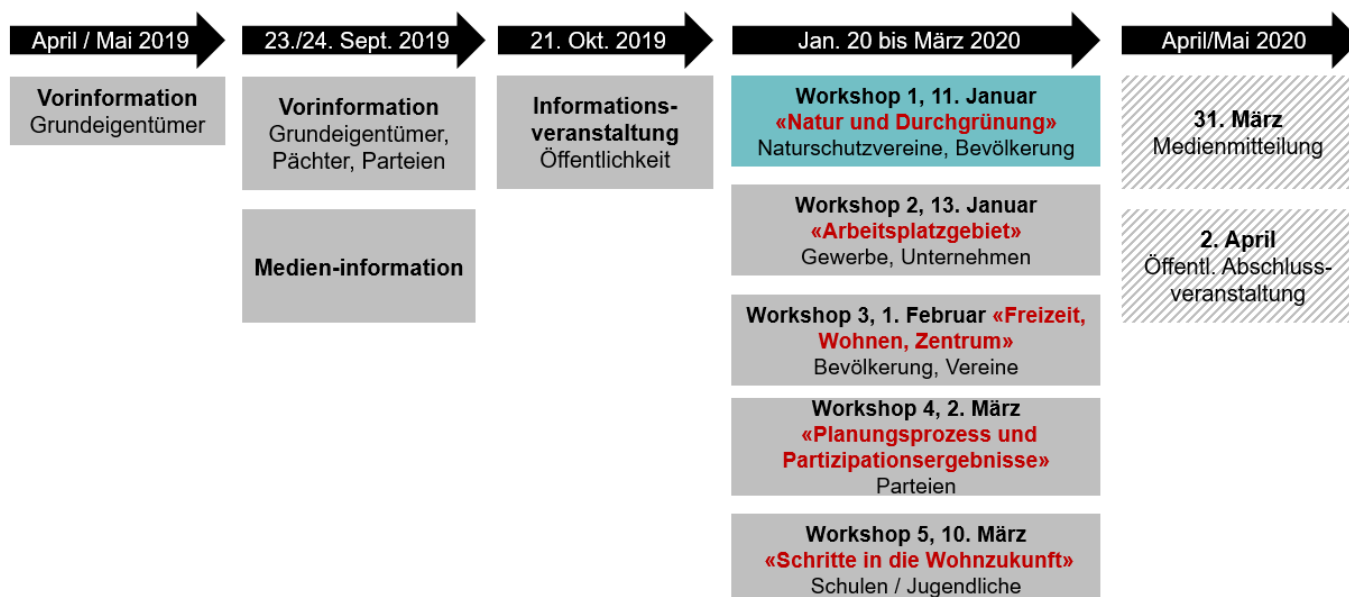 April / Mai 2019
23./24. Sept. 2019
21. Okt. 2019
Jan. 20 bis März 2020
April/Mai 2020
Vorinformation
Grundeigentümer
Vorinformation
Grundeigentümer,
Pächter, Parteien
Medien-information
Informations-
veranstaltung
Öffentlichkeit
Workshop 1, 11. Januar
«Natur und Durchgrünung»
Naturschutzvereine, Bevölkerung
Workshop 2, 13. Januar
«Arbeitsplatzgebiet»
Gewerbe, Unternehmen
Workshop 3, 1. Februar «Freizeit,
Wohnen, Zentrum»
Bevölkerung, Vereine
Workshop 4, 2. März
«Planungsprozess und
Partizipationsergebnisse»
Parteien
Workshop 5, 10. März
«Schritte in die Wohnzukunft»
Schulen / Jugendliche
31. März
Medienmitteilung
2. April
Öffentl. Abschluss-
veranstaltung